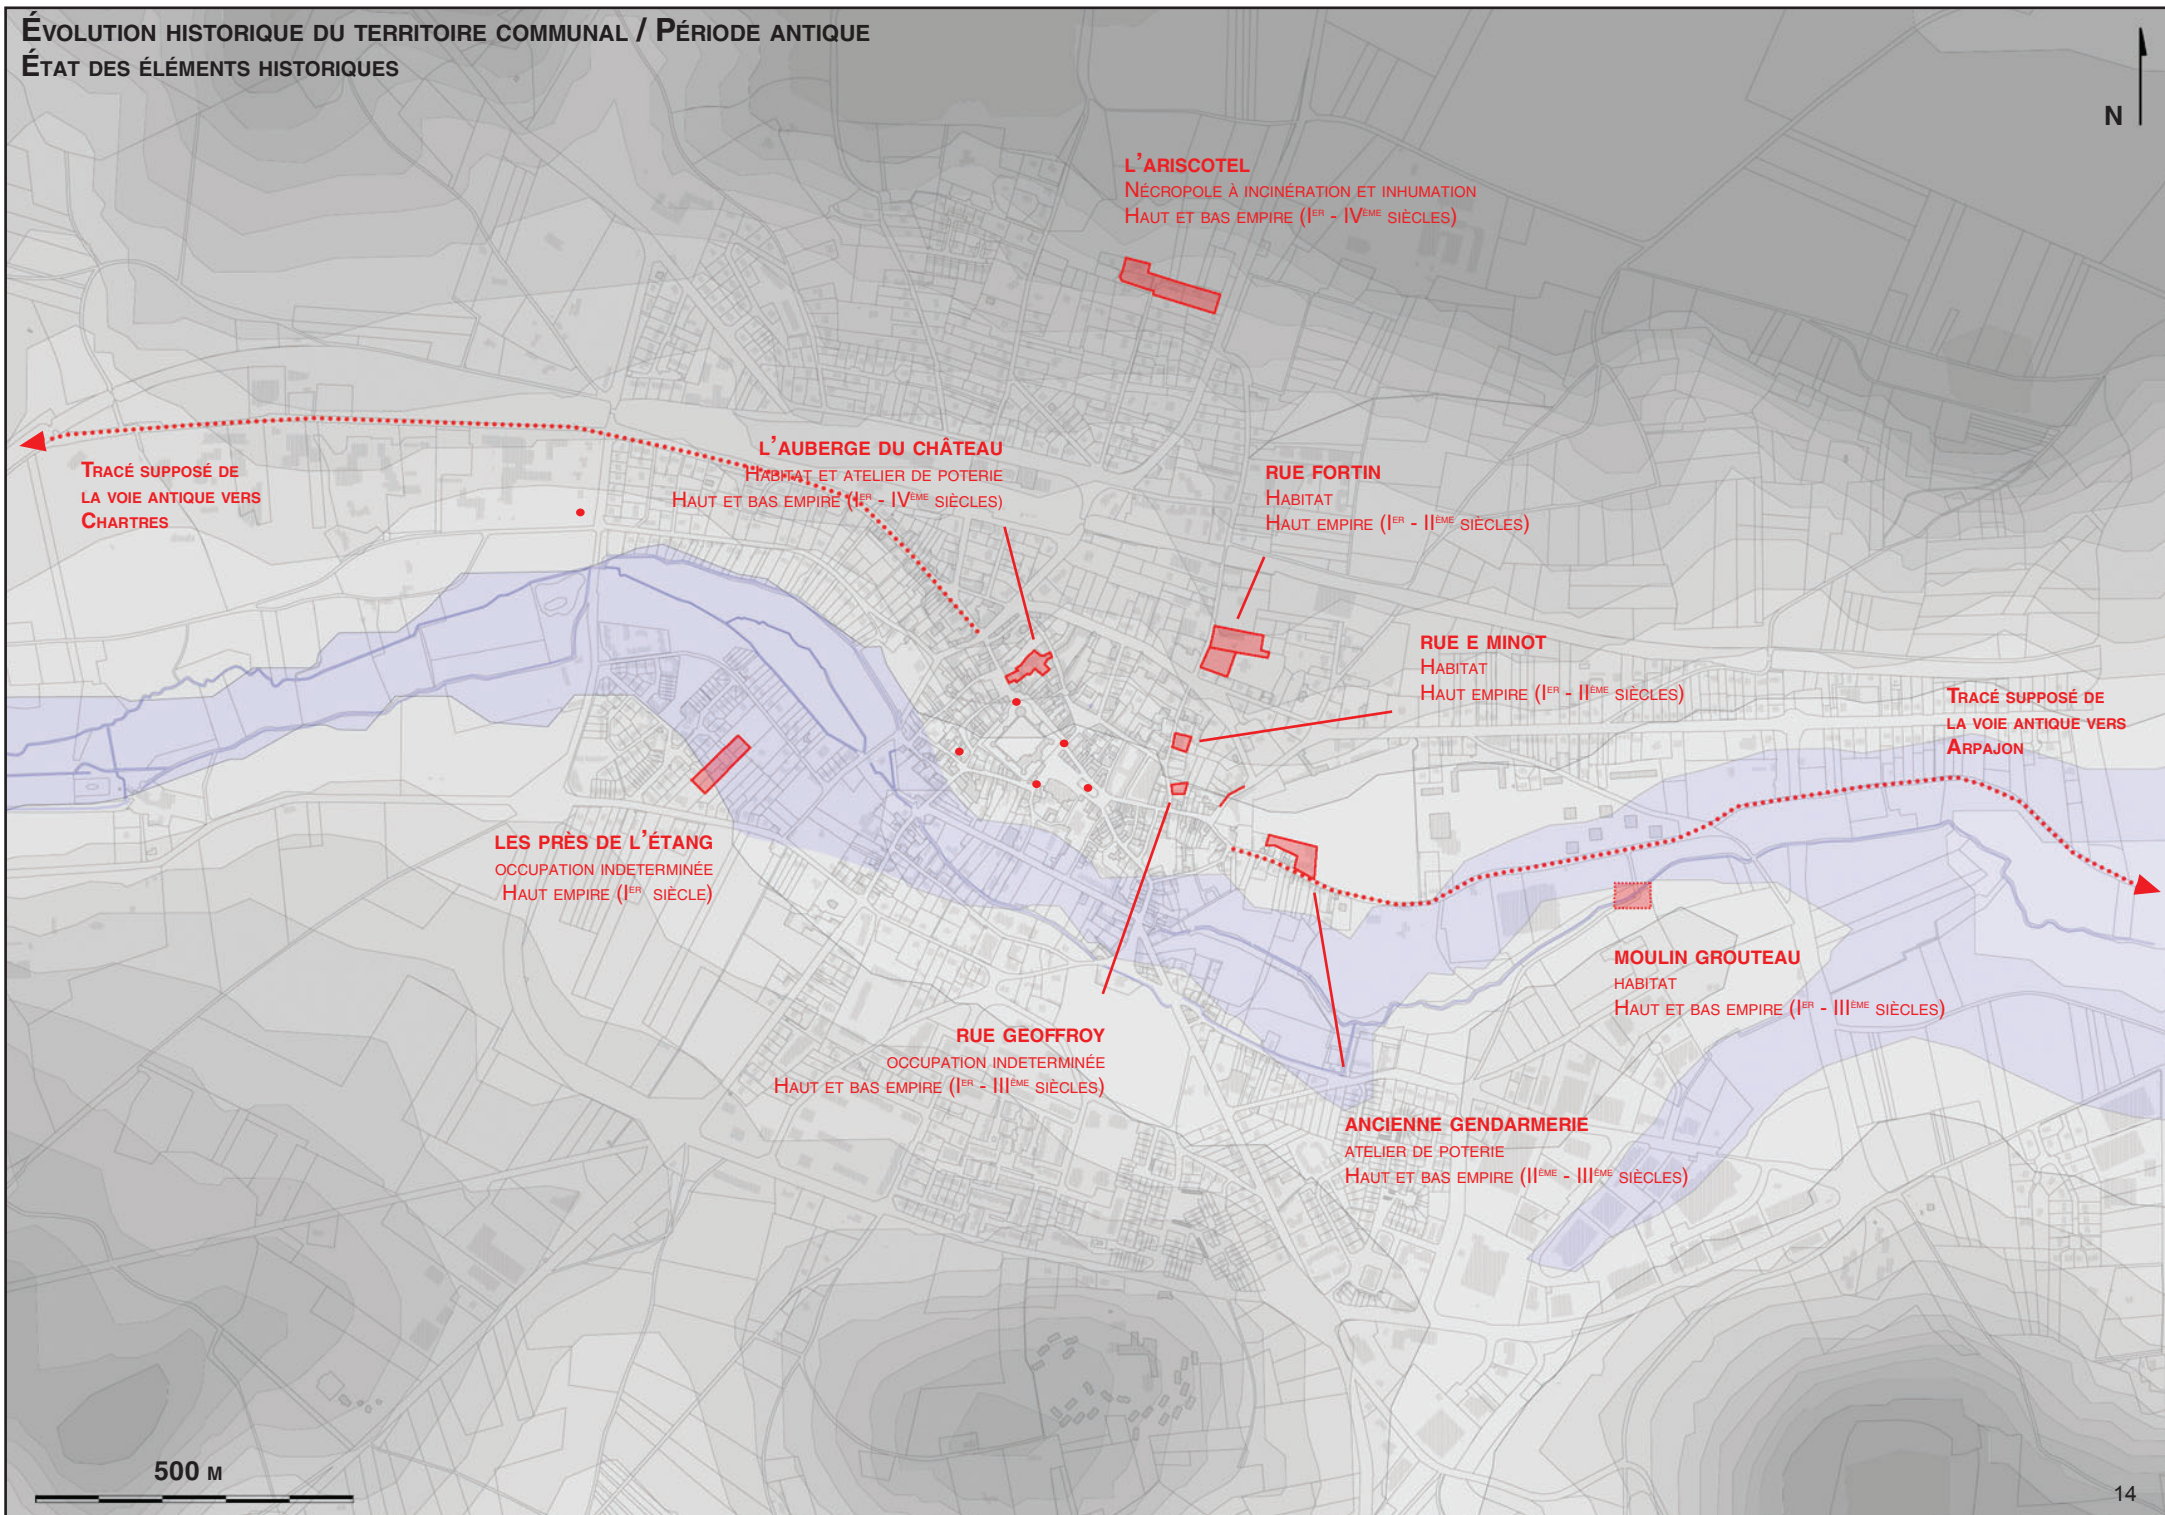 ÉVOLUTION HISTORIQUE DU TERRITOIRE COMMUNAL / PÉRIODE ANTIQUE
ÉTAT DES ÉLÉMENTS HISTORIQUES
N
L'ARISCOTEL
NÉCROPOLE À INCINÉRATION ET INHUMATION
HAUT ET BAS EMPIRE (IER - IVÈME SIÈCLES)
TRACÉ SUPPOSÉ DE
LA VOIE ANTIQUE VERS
CHARTRES
L'AUBERGE DU CHÂTEAU
HABITAT ET ATELIER DE POTERIE
HAUT ET BAS EMPIRE (IER - IVÈME SIÈCLES)
RUE FORTIN
HABITAT
HAUT EMPIRE (IER - IIÈME SIÈCLES)
RUE E MINOT
HABITAT
HAUT EMPIRE (IER - IIÈME SIÈCLES)
TRACÉ SUPPOSÉ DE
LA VOIE ANTIQUE VERS
ARPAJON
LES PRÈS DE L'ÉTANG
OCCUPATION INDETERMINÉE
HAUT EMPIRE (IER SIÈCLE)
MOULIN GROUTEAU
HABITAT
HAUT ET BAS EMPIRE (IER - IIIÈME SIÈCLES)
RUE GEOFFROY
OCCUPATION INDETERMINÉE
HAUT ET BAS EMPIRE (IER - IIIÈME SIÈCLES)
ANCIENNE GENDARMERIE
ATELIER DE POTERIE
HAUT ET BAS EMPIRE (IIÈME - IIIÈME SIÈCLES)
500 M
14